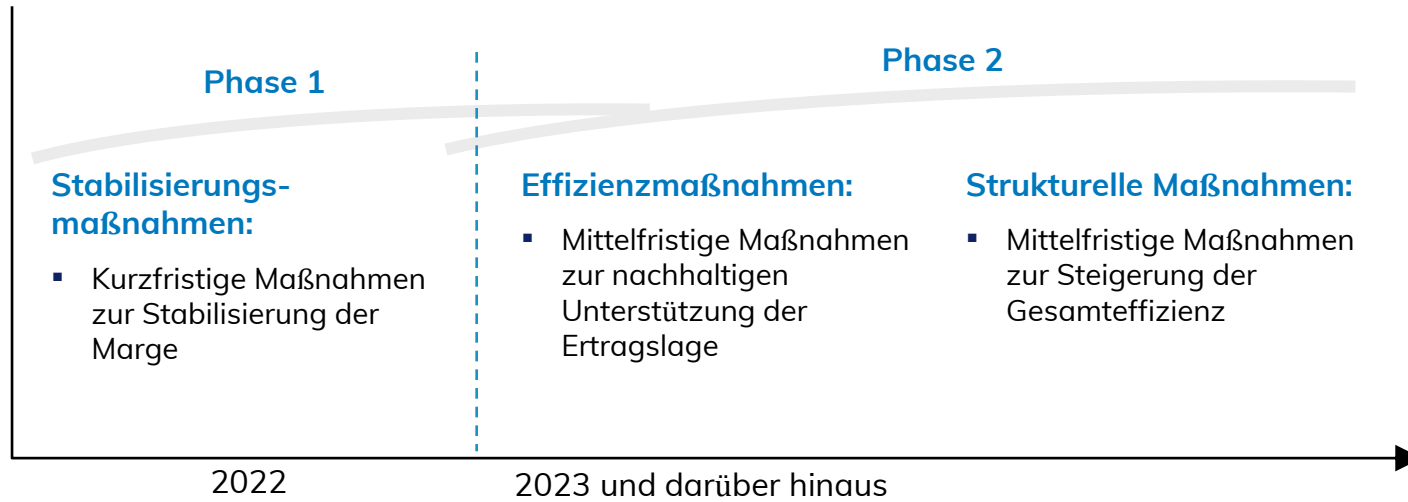 Phase 1
Phase 2
Stabilisierungs-
maßnahmen:
▪ Kurzfristige Maßnahmen
zur Stabilisierung der
Marge
Effizienzmaßnahmen:
▪ Mittelfristige Maßnahmen
zur nachhaltigen
Unterstützung der
Ertragslage
Strukturelle Maßnahmen:
▪ Mittelfristige Maßnahmen
zur Steigerung der
Gesamteffizienz
2022
2023 und darüber hinaus